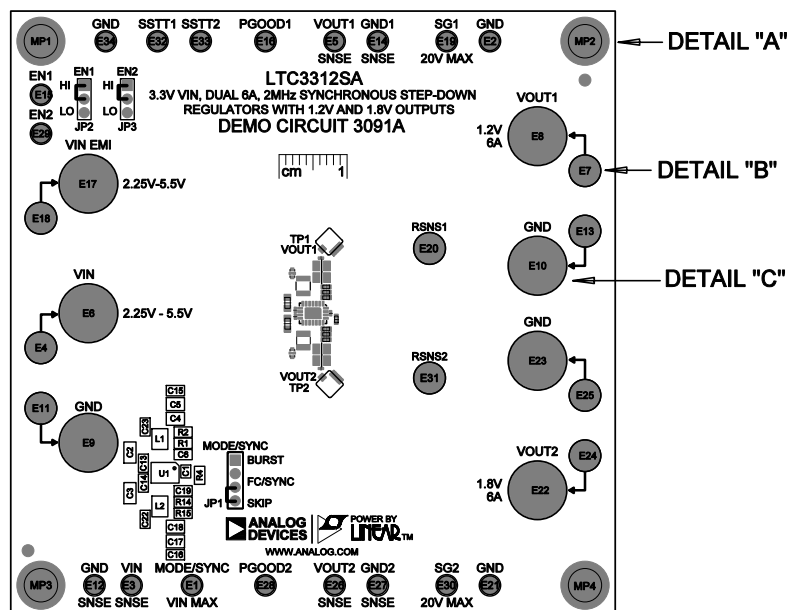 GND SSTT1 SSTT2 PGOOD1 VOUT1 GND1 SG1 GND
MP1 E34 E32 E33 E16 E5 E14 E19 E2 MP2
SNSE SNSE 20V MAX
DETAIL "A"
EN1 EN1 EN2
HI HI
E15
LO LO
EN2 JP2 JP3
E29
LTC3312SA
3.3V VIN, DUAL 6A, 2MHz SYNCHRONOUS STEP-DOWN
REGULATORS WITH 1.2V AND 1.8V OUTPUTS
DEMO CIRCUIT 3091A
VOUT1
1.2V
6A
E8
E7
DETAIL "B"
VIN EMI
E17 2.25V-5.5V
E18
cm 1
TP1
VOUT1
RSNS1
E20
GND
E13
E10
DETAIL "C"
VIN
E6 2.25V - 5.5V
E4
GND
E23
E25
VOUT2
TP2
RSNS2
E31
E11
GND
E9
C15
C5
C4
C23 R2
L1 R1
C2 C6
C13 U1 C1 R4
C14
C3 C19
L2 R14
C22 R15
C18
C17
C16
MODE/SYNC
BURST
FC/SYNC
JP1 SKIP
VOUT2
E24
1.8V
6A
E22
ANALOG
DEVICES
POWER BY
LINEAR™
WWW.ANALOG.COM
GND VIN MODE/SYNC PGOOD2 VOUT2 GND2 SG2 GND
MP3 E12 E3 E1 E28 E26 E27 E30 E21 MP4
SNSE SNSE VIN MAX SNSE SNSE 20V MAX